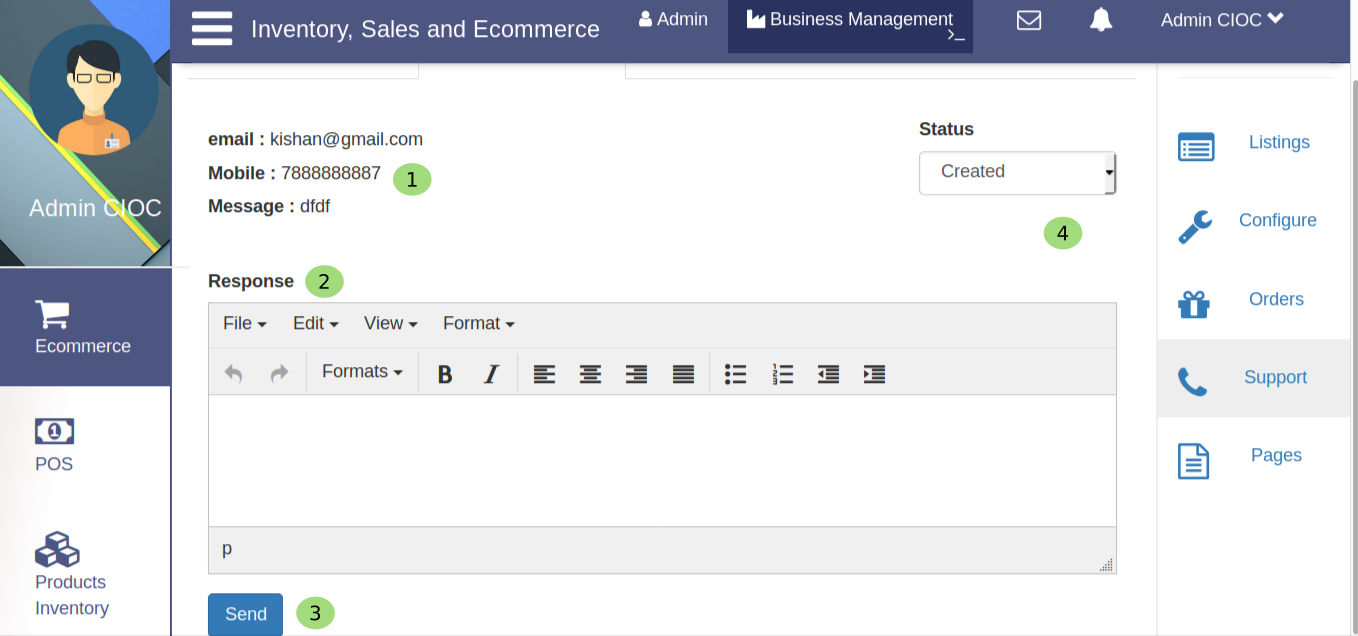 Inventory, Sales and Ecommerce
Admin
Business Management
>_
Admin CIOC
Admin CIOC
Ecommerce
POS
Products
Inventory
email : kishan@gmail.com
Mobile : 7888888887
1
Message : dfdf
Status
Created
4
Response
2
File Edit View Format
Formats B I
p
Send
3
Listings
Configure
Orders
Support
Pages